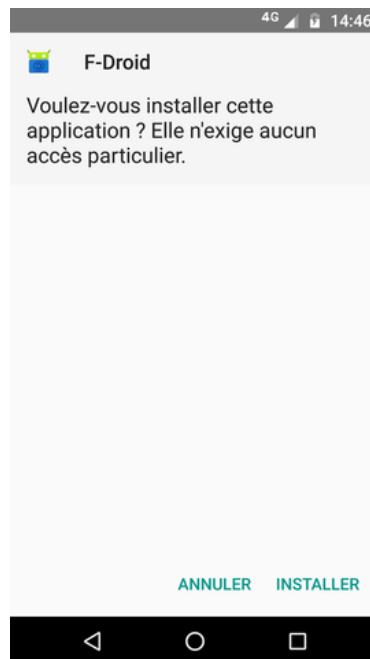 4G 14:46
F-Droid
Voulez-vous installer cette
application ? Elle n'exige aucun
accès particulier.
ANNULER INSTALLER